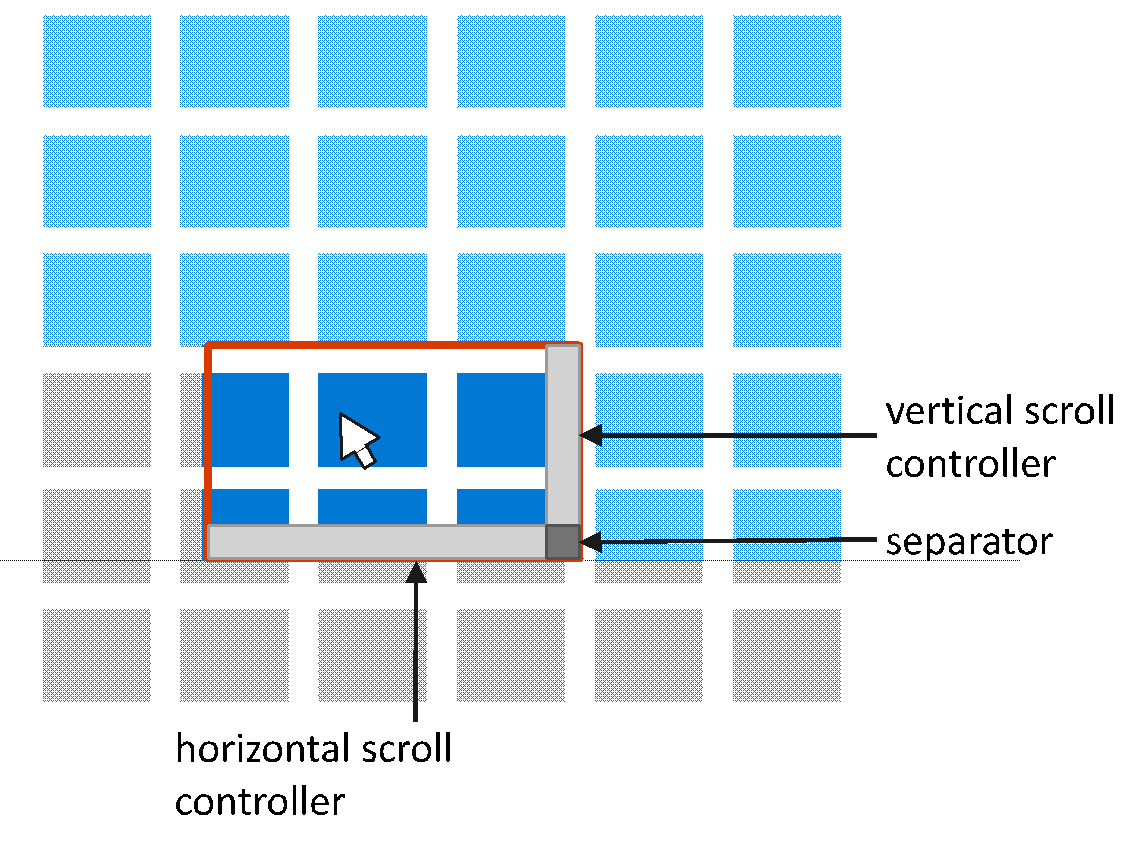 vertical scroll
controller
separator
horizontal scroll
controller